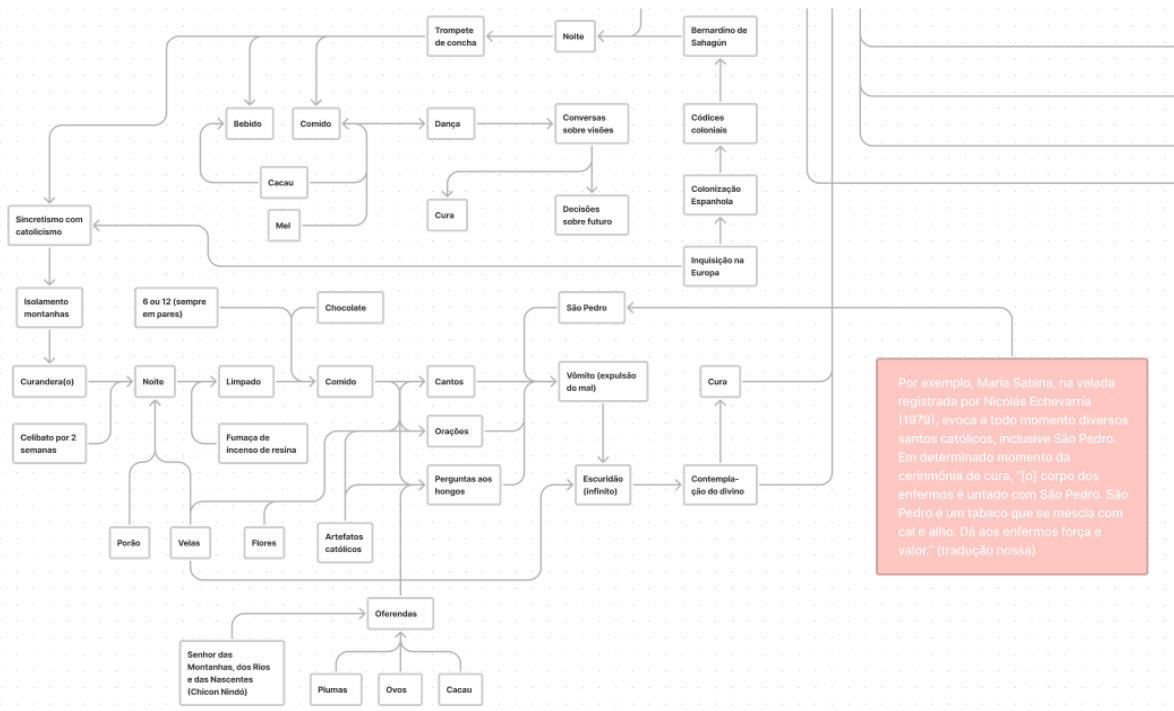 Trompete
de concha
Noite
Bernardino de
Sahagún
Bebido
Comido
Dança
Conversas
sobre visões
Códices
coloniais
Cacau
Mel
Cura
Decisões
sobre futuro
Colonização
Espanhola
Sincretismo com
catolicismo
Inquisição na
Europa
Isolamento
montanhas
6 ou 12 (sempre
em pares)
Chocolate
São Pedro
Curandera(o)
Noite
Limpado
Comido
Cantos
Vômito (expulsão
do mal)
Cura
Celibato por 2
semanas
Fumaça de
incenso de resina
Orações
Perguntas aos
hongos
Escuridão
(infinito)
Contempla-
ção do divino
Porão
Velas
Flores
Artefatos
católicos
Oferendas
Senhor das
Montanhas, dos Rios
e das Nascentes
(Chicon Nindó)
Plumas
Ovos
Cacau
Por exemplo, Maria Sabina, na velada
registrada por Nicolás Echevarría
(1979), evoca a todo momento diversos
santos católicos, inclusive São Pedro.
Em determinado momento da
cerinmônia de cura, "[o] corpo dos
enfermos é untado com São Pedro. São
Pedro é um tabaco que se mescla com
cal e alho. Dá aos enfermos força e
valor." (tradução nossa)